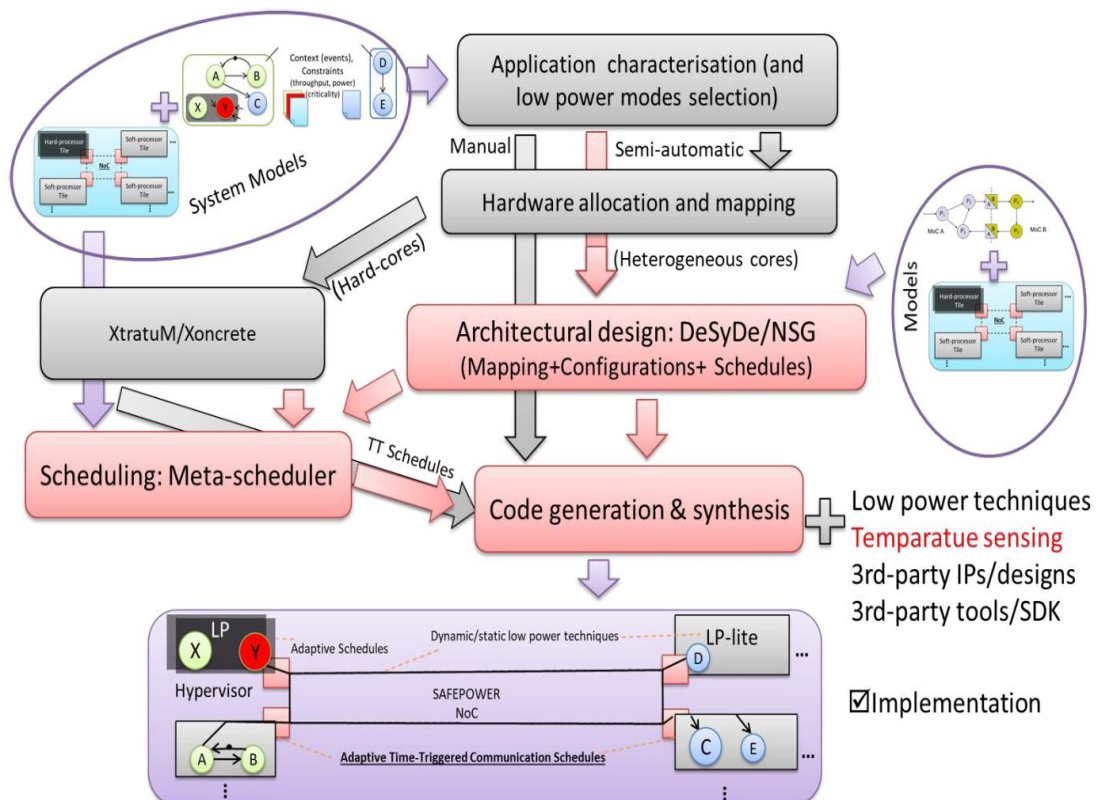 Application characterisation (and
low power modes selection)
A
B
C
X
Y
Context (events),
Constraints
(throughput, power)
(criticality)
D
E
Hard-processor
Tile
Soft-processor
Tile
...
NoC
Soft-processor
Tile
Soft-processor
Tile
...
System Models
Manual
Semi-automatic
Hardware allocation and mapping
(Hard-cores)
(Heterogeneous cores)
MoC A
MoC B
Hard-processor
Tile
Soft-processor
Tile
...
NoC
Soft-processor
Tile
Soft-processor
Tile
...
Models
XtratuM/Xoncrete
Architectural design: DeSyDe/NSG
(Mapping+Configurations+ Schedules)
Scheduling: Meta-scheduler
TT Schedules
Code generation & synthesis
Low power techniques
Temparatue sensing
3rd-party IPs/designs
3rd-party tools/SDK
LP
X
Y
Hypervisor
Adaptive Schedules
Dynamic/static low power techniques
LP-lite
D
...
SAFEPOWER
NoC
A
B
Adaptive Time-Triggered Communication Schedules
C
E
...
☑Implementation